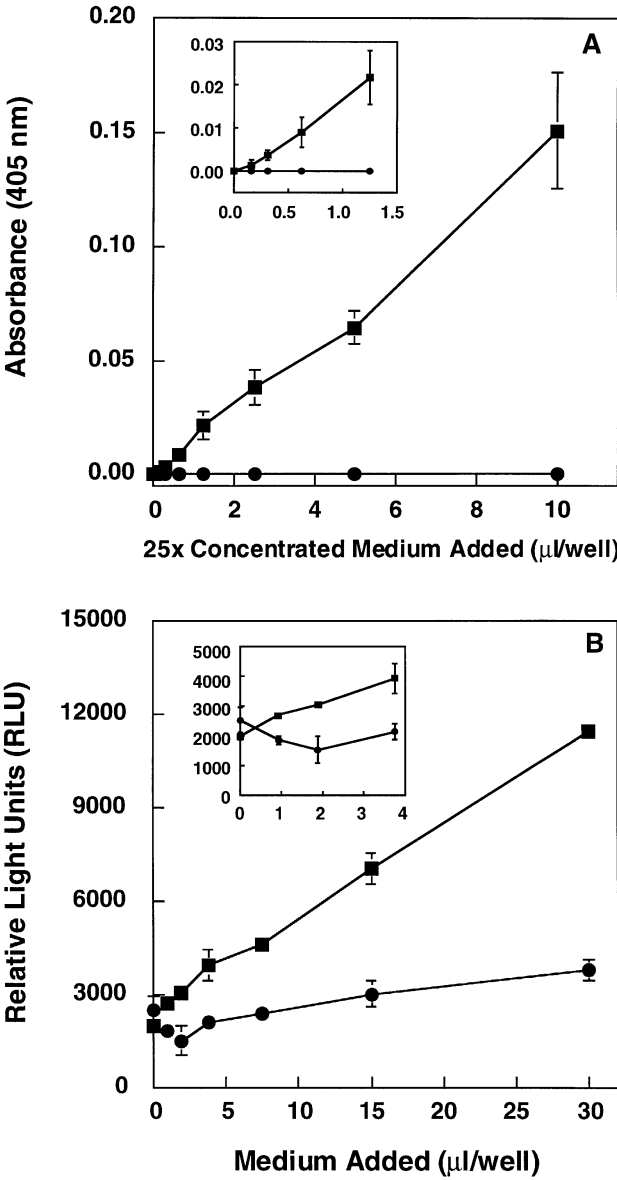 0.20
A
0.03
0.02
0.01
0.00
0.0 0.5 1.0 1.5
0.15
0.10
0.05
0.00
Absorbance (405 nm)
0 2 4 6 8 10
25x Concentrated Medium Added (μl/well)
15000
B
5000
4000
3000
2000
1000
0
0 1 2 3 4
12000
9000
6000
3000
0
Relative Light Units (RLU)
0 5 10 15 20 25 30
Medium Added (μl/well)